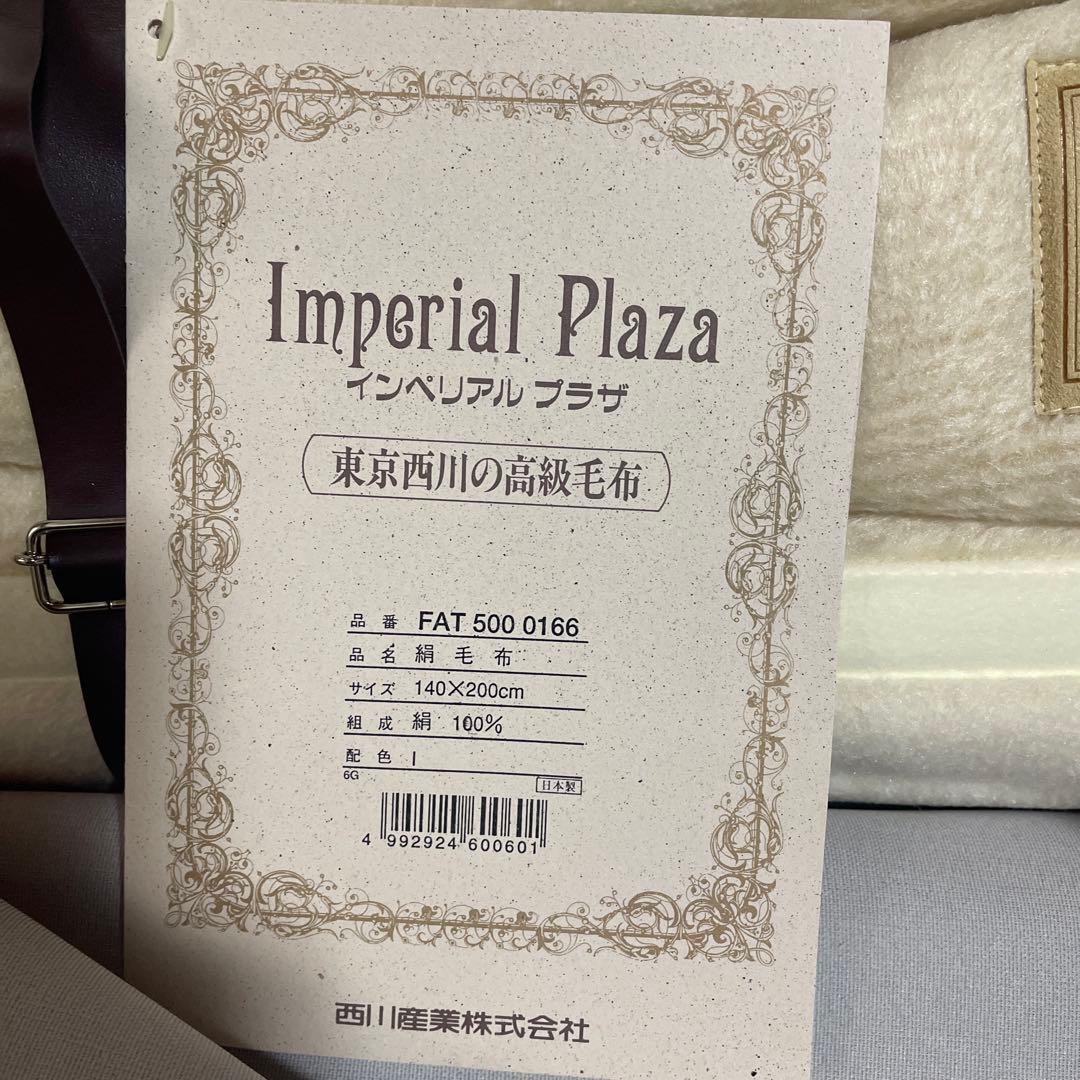 Imperial Plaza
インペリアル プラザ
東京西川の高級毛布
品番 FAT 500 0166
品名 絹毛布
サイズ 140×200cm
組成 絹 100%
配色 I
6G 日本製
4 992924 600601
西川産業株式会社